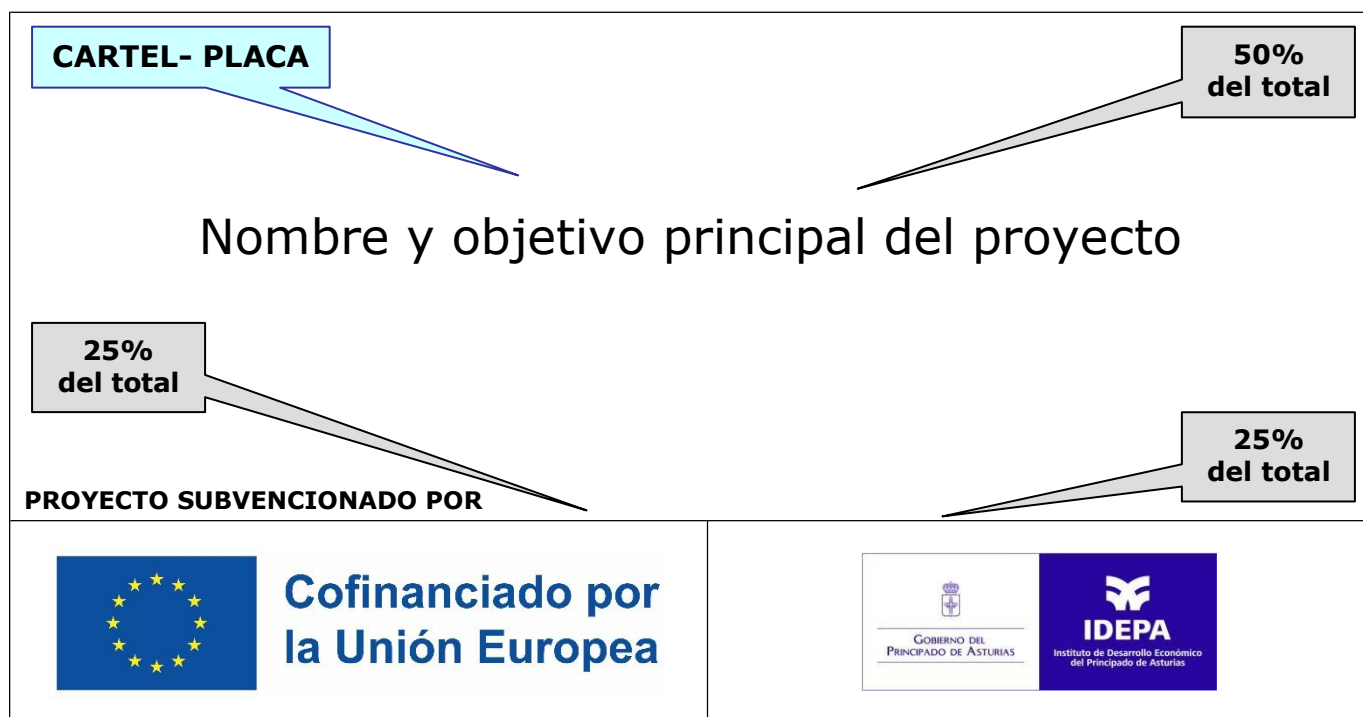 CARTEL- PLACA
50%
del total
Nombre y objetivo principal del proyecto
25%
del total
25%
del total
PROYECTO SUBVENCIONADO POR
Cofinanciado por
la Unión Europea
GOBIERNO DEL
PRINCIPADO DE ASTURIAS
IDEPA
Instituto de Desarrollo Económico
del Principado de Asturias